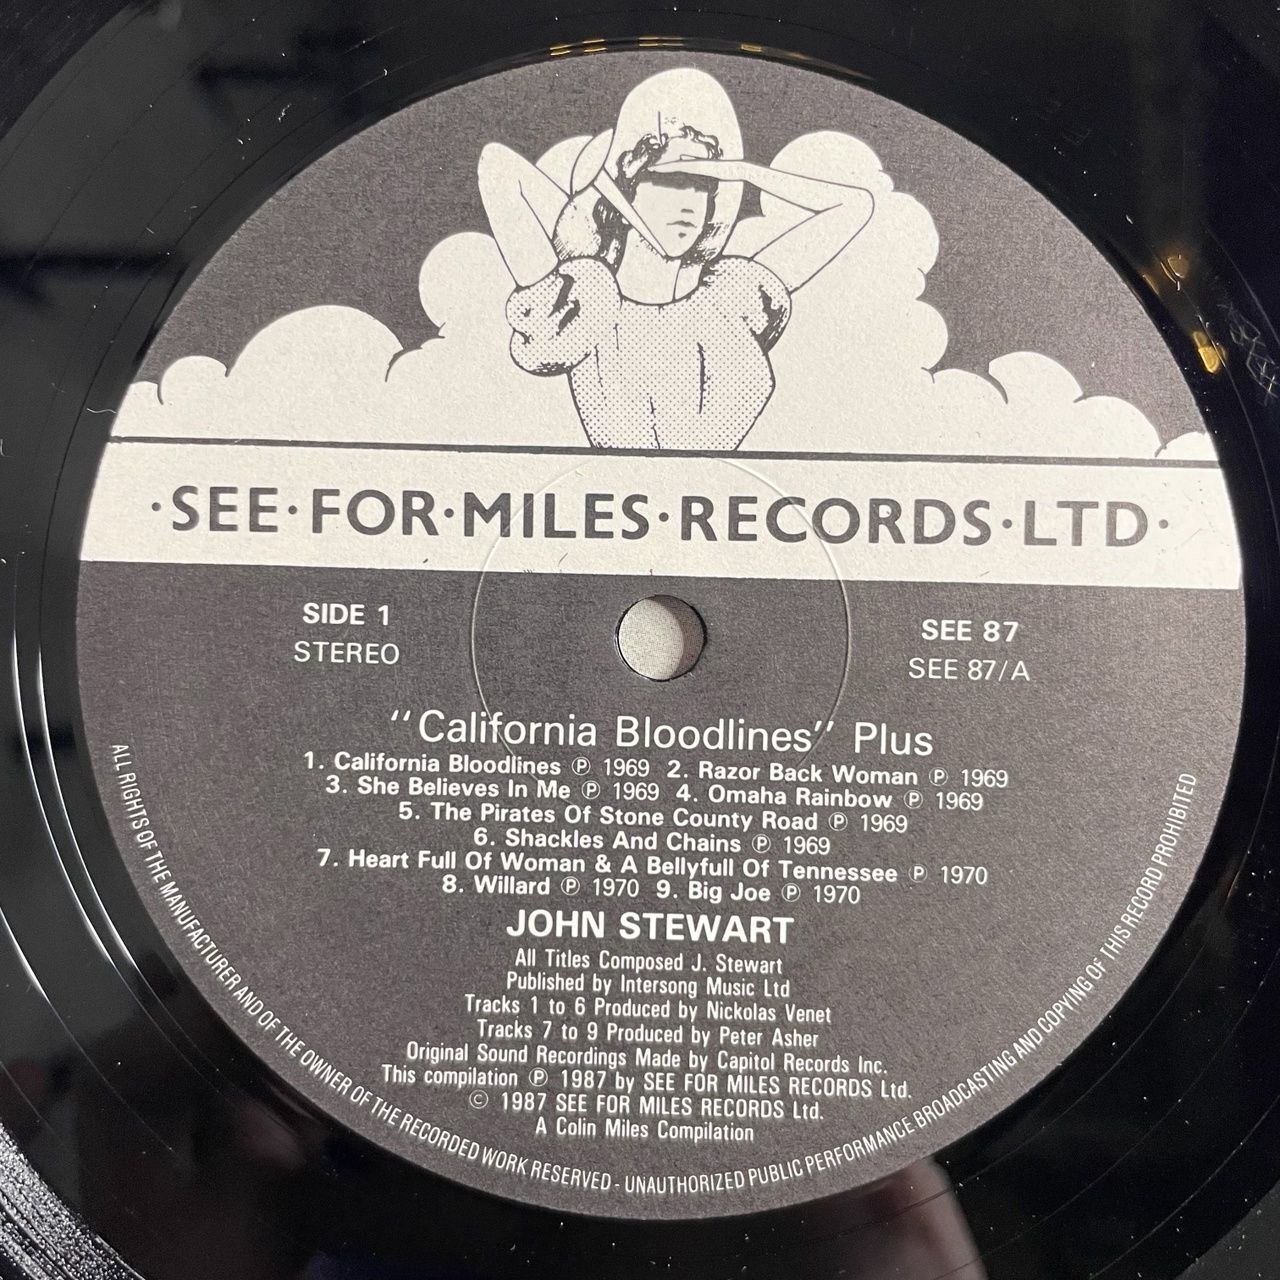 ·SEE·FOR·MILES·RECORDS·LTD·
SIDE 1
STEREO
SEE 87
SEE 87/A
“California Bloodlines” Plus
1. California Bloodlines ℗ 1969 2. Razor Back Woman ℗ 1969
3. She Believes In Me ℗ 1969 4. Omaha Rainbow ℗ 1969
5. The Pirates Of Stone County Road ℗ 1969
6. Shackles And Chains ℗ 1969
7. Heart Full Of Woman & A Bellyfull Of Tennessee ℗ 1970
8. Willard ℗ 1970 9. Big Joe ℗ 1970
JOHN STEWART
All Titles Composed J. Stewart
Published by Intersong Music Ltd
Tracks 1 to 6 Produced by Nickolas Venet
Tracks 7 to 9 Produced by Peter Asher
Original Sound Recordings Made by Capitol Records Inc.
This compilation ℗ 1987 by SEE FOR MILES RECORDS Ltd.
© 1987 SEE FOR MILES RECORDS Ltd.
A Colin Miles Compilation
ALL RIGHTS OF THE MANUFACTURER AND OF THE OWNER OF THE RECORDED WORK RESERVED - UNAUTHORIZED PUBLIC PERFORMANCE BROADCASTING AND COPYING OF THIS RECORD PROHIBITED